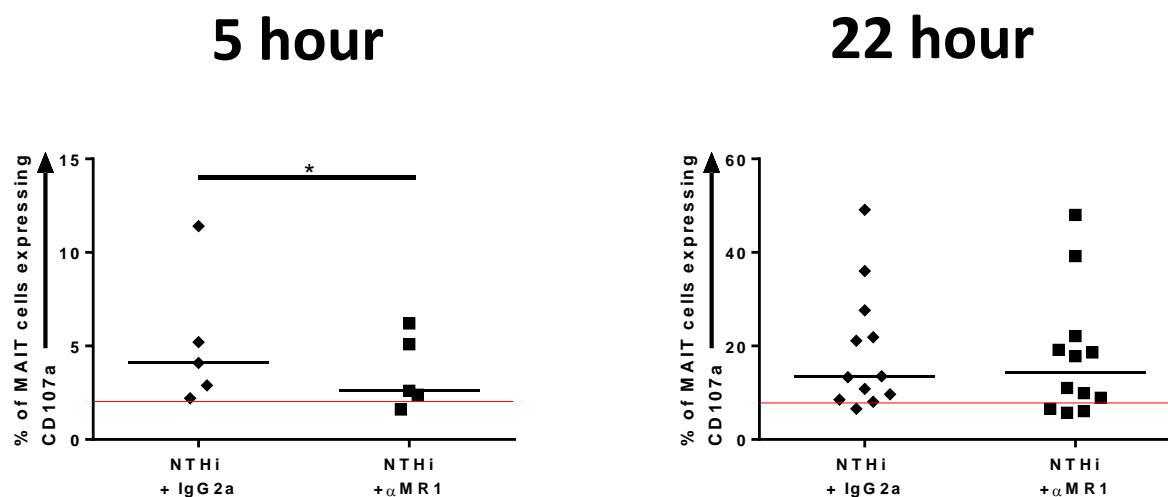 5 hour
22 hour
% of MAIT cells expressing
CD107a
15
10
5
0
*
NTHi
+ IgG2a
NTHi
+αMR1
% of MAIT cells expressing
CD107a
60
40
20
0
NTHi
+ IgG2a
NTHi
+αMR1